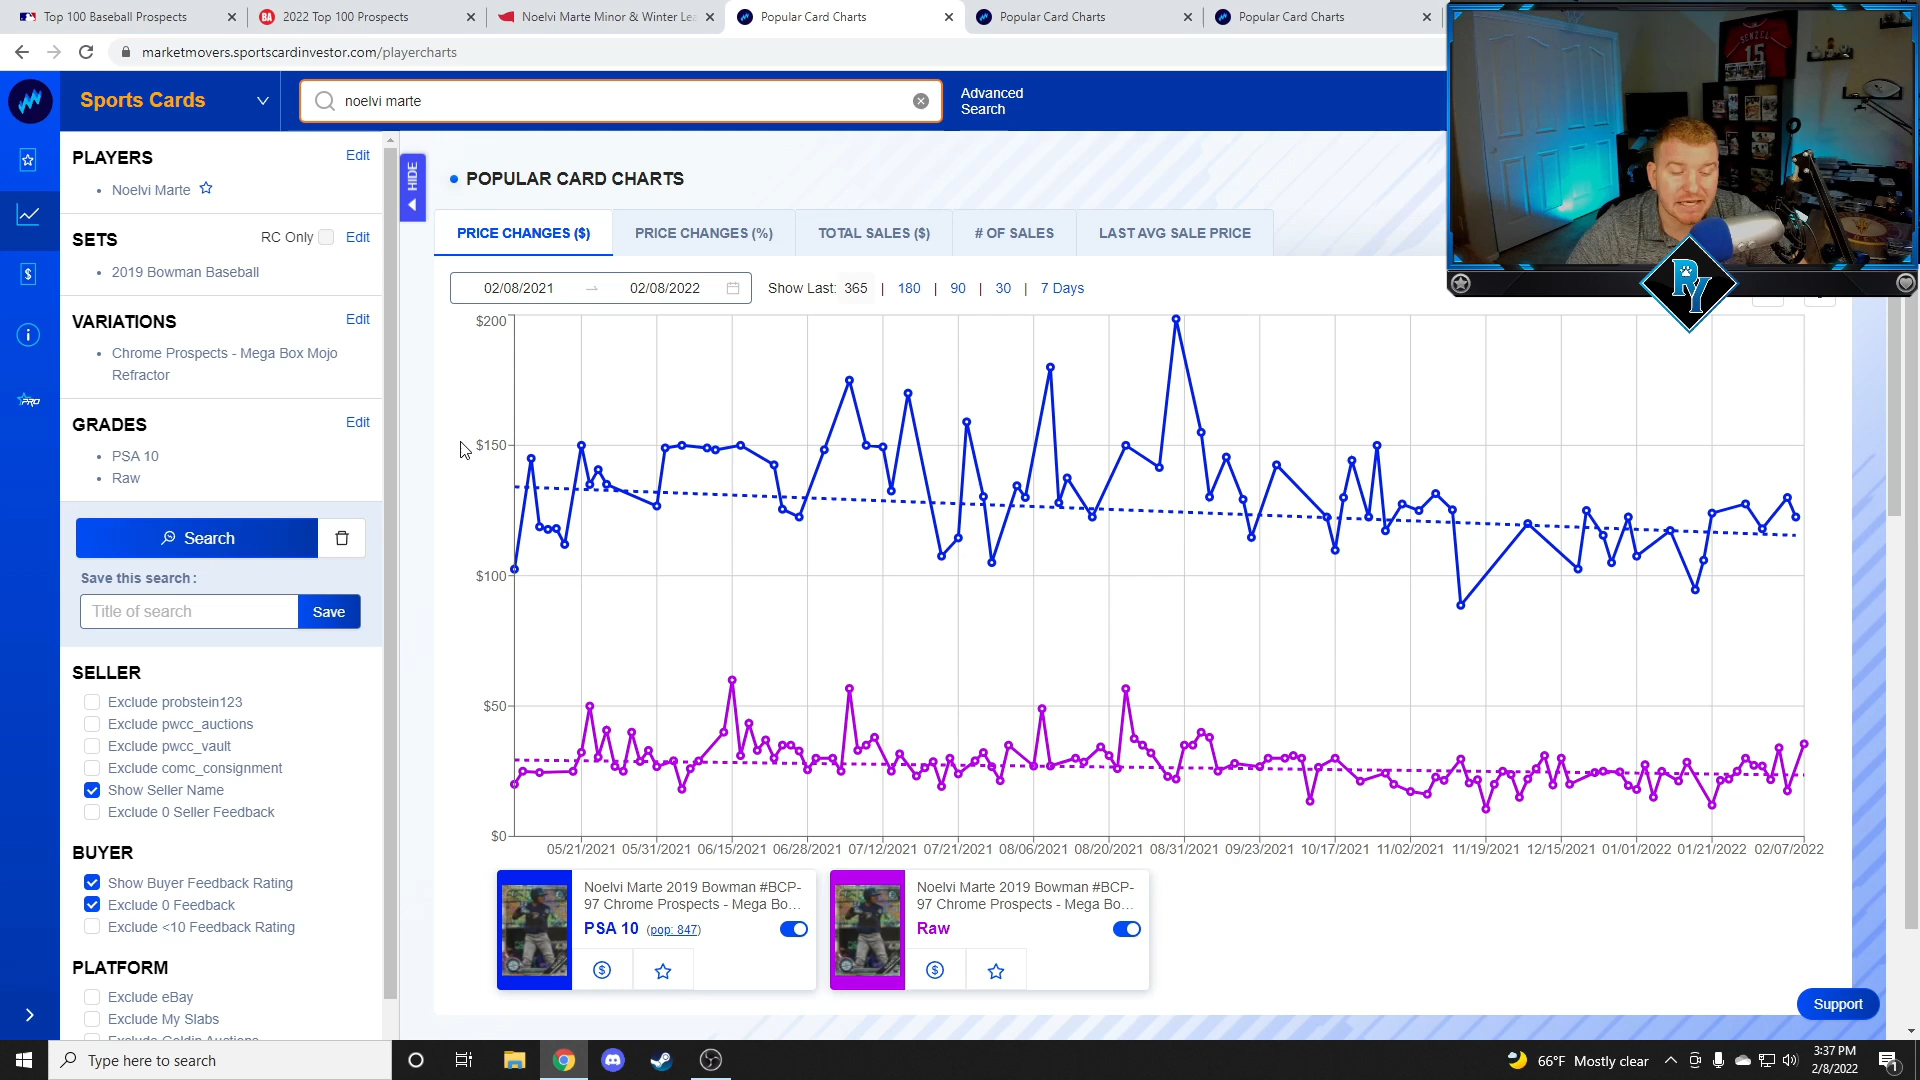 Top 100 Baseball Prospects
BA 2022 Top 100 Prospects
Noelvi Marte Minor & Winter Le
Popular Card Charts
Popular Card Charts
Popular Card Charts
marketmovers.sportscardinvestor.com/playercharts
SENZEL
15
Sports Cards
noelvi marte
Advanced
Search
RY
PLAYERS
Edit
Noelvi Marte
SETS
RC Only
Edit
2019 Bowman Baseball
VARIATIONS
Edit
Chrome Prospects - Mega Box Mojo
Refractor
GRADES
Edit
PSA 10
Raw
Search
Save this search:
Title of search
Save
SELLER
Exclude probstein123
Exclude pwcc_auctions
Exclude pwcc_vault
Exclude comc_consignment
Show Seller Name
Exclude 0 Seller Feedback
BUYER
Show Buyer Feedback Rating
Exclude 0 Feedback
Exclude <10 Feedback Rating
PLATFORM
Exclude eBay
Exclude My Slabs
Exclude Goldin Auctions
PRO
HIDE
POPULAR CARD CHARTS
PRICE CHANGES ($)
PRICE CHANGES (%)
TOTAL SALES ($)
# OF SALES
LAST AVG SALE PRICE
02/08/2021 → 02/08/2022
Show Last: 365 | 180 | 90 | 30 | 7 Days
$200
$150
$100
$50
$0
05/21/2021 05/31/2021 06/15/2021 06/28/2021 07/12/2021 07/21/2021 08/06/2021 08/20/2021 08/31/2021 09/23/2021 10/17/2021 11/02/2021 11/19/2021 12/15/2021 01/01/2022 01/21/2022 02/07/2022
Noelvi Marte 2019 Bowman #BCP-
97 Chrome Prospects - Mega Bo...
PSA 10 (pop: 847)
Noelvi Marte 2019 Bowman #BCP-
97 Chrome Prospects - Mega Bo...
Raw
Support
Type here to search
66°F Mostly clear
3:37 PM
2/8/2022
1